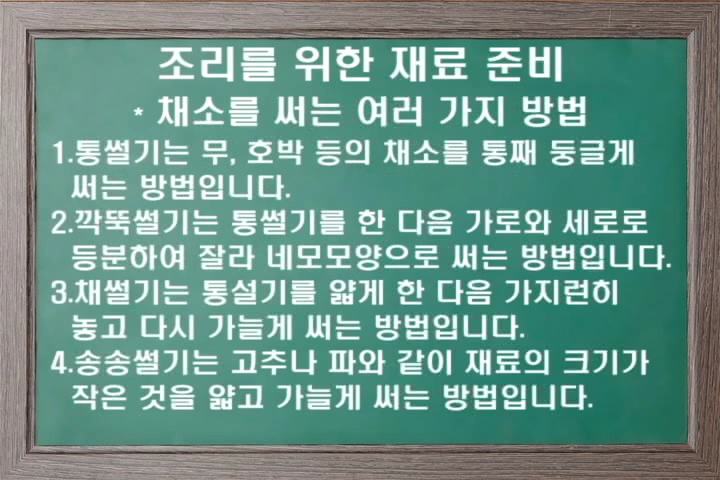 조리를 위한 재료 준비
* 채소를 써는 여러 가지 방법
1.통썰기는 무, 호박 등의 채소를 통째 둥글게
써는 방법입니다.
2.깍뚝썰기는 통썰기를 한 다음 가로와 세로로
등분하여 잘라 네모모양으로 써는 방법입니다.
3.채썰기는 통설기를 얇게 한 다음 가지런히
놓고 다시 가늘게 써는 방법입니다.
4.송송썰기는 고추나 파와 같이 재료의 크기가
작은 것을 얇고 가늘게 써는 방법입니다.